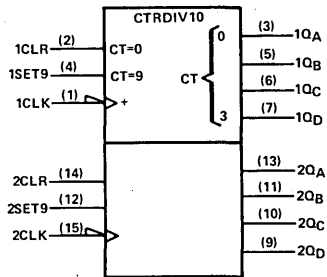 CTRDIV10
1CLR (2) CT=0
1SET9 (4) CT=9
1CLK (1) +
CT
0
3
(3) 1QA
(5) 1QB
(6) 1QC
(7) 1QD
2CLR (14)
2SET9 (12)
2CLK (15)
(13) 2QA
(11) 2QB
(10) 2QC
(9) 2QD